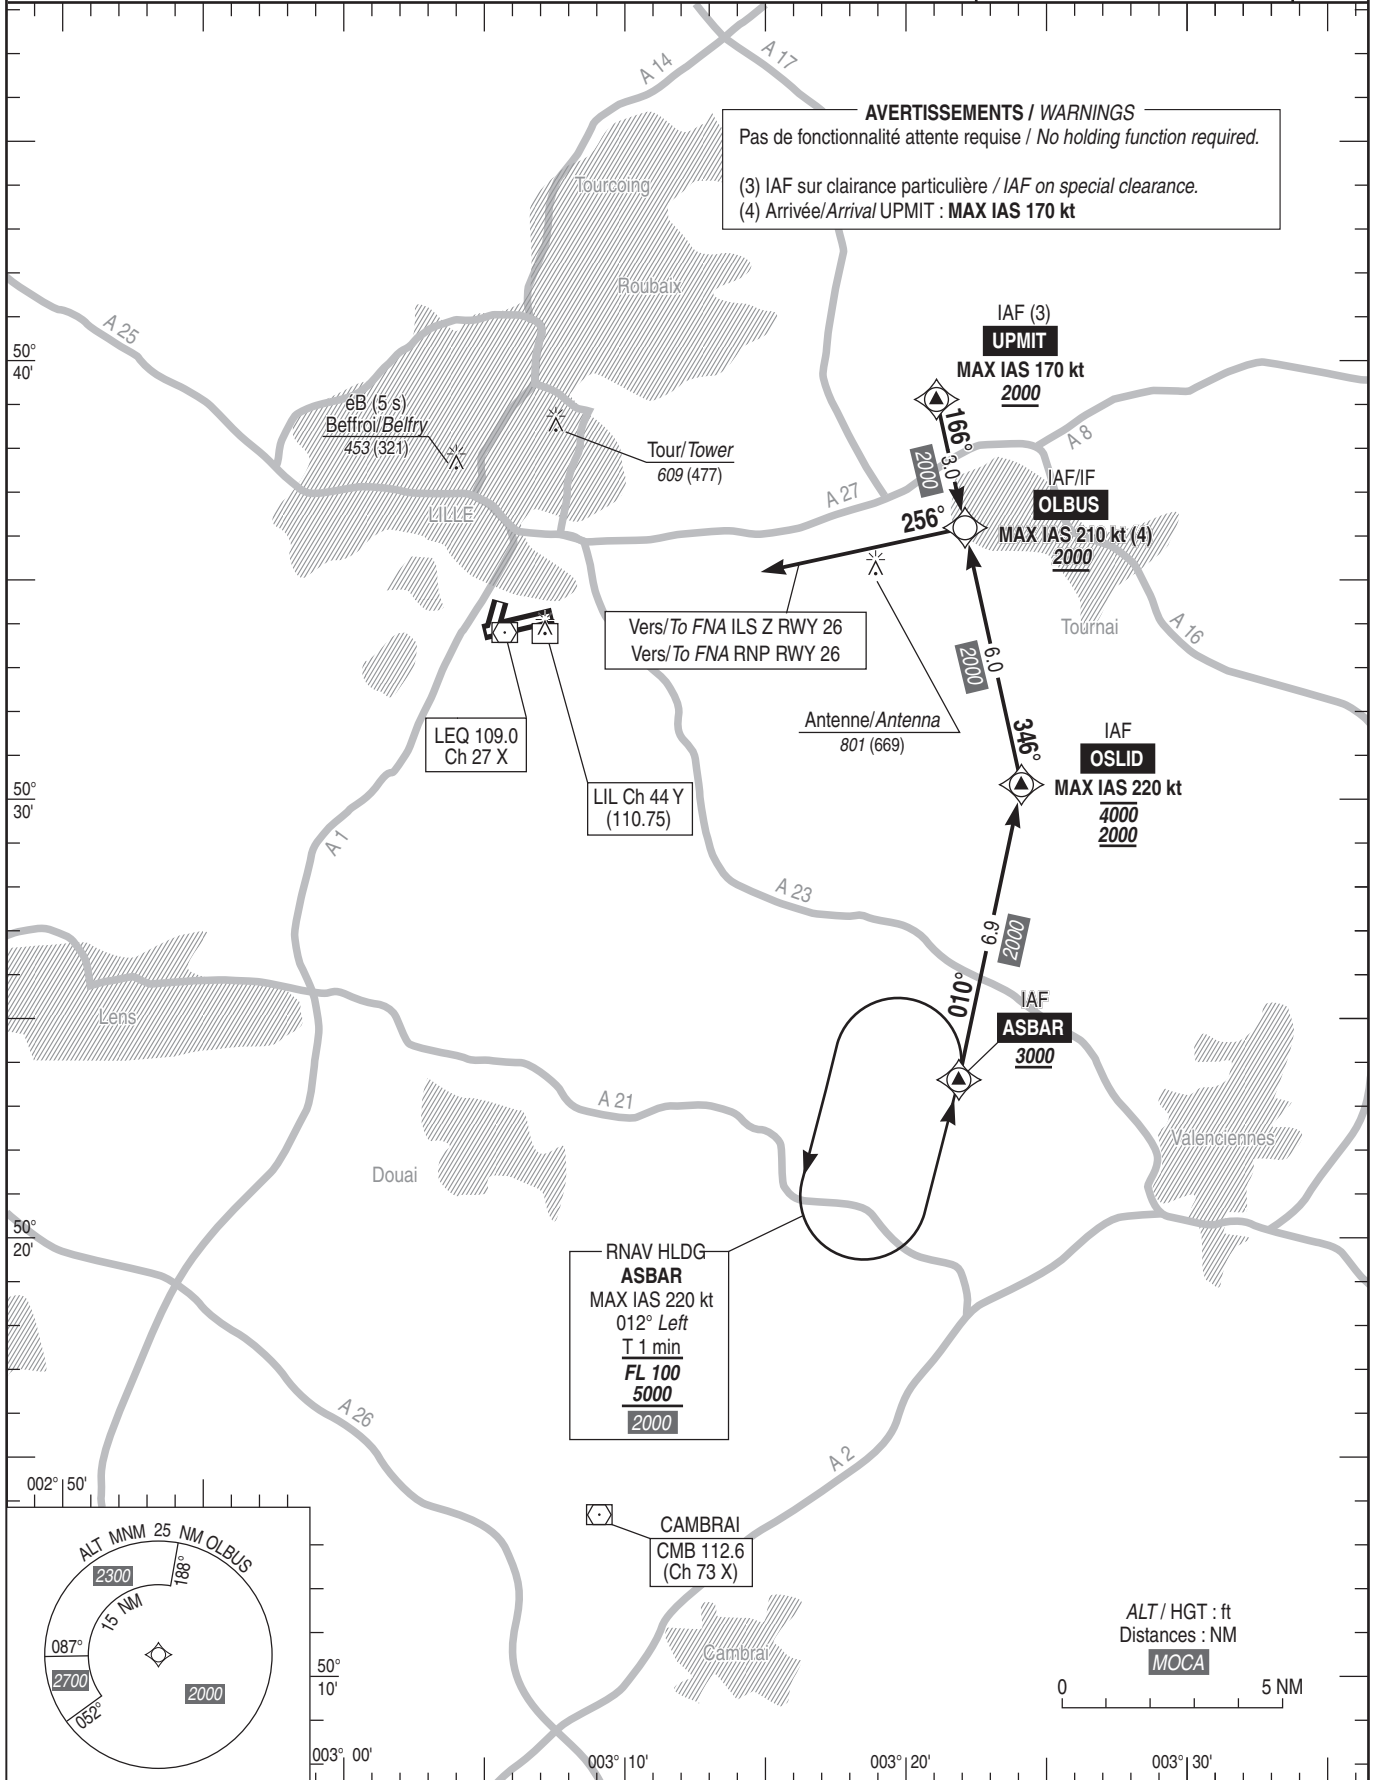 A 14
A 17
AVERTISSEMENTS / WARNINGS
Pas de fonctionnalité attente requise / No holding function required.
(3) IAF sur clairance particulière / IAF on special clearance.
(4) Arrivée/Arrival UPMIT : MAX IAS 170 kt
Tourcoing
Roubaix
A 25
50°
40'
IAF (3)
UPMIT
MAX IAS 170 kt
2000
éB (5 s)
Beffroi/Belfry
453 (321)
Tour/Tower
609 (477)
166°
3.0
2000
A 8
A 27
LILLE
256°
IAF/IF
OLBUS
MAX IAS 210 kt (4)
2000
Vers/To FNA ILS Z RWY 26
Vers/To FNA RNP RWY 26
Tournai
A 16
6.0
2000
Antenne/Antenna
801 (669)
346°
LEQ 109.0
Ch 27 X
LIL Ch 44 Y
(110.75)
IAF
OSLID
MAX IAS 220 kt
4000
2000
50°
30'
A 1
A 23
6.9
2000
010°
Lens
IAF
ASBAR
3000
A 21
Douai
Valenciennes
50°
20'
RNAV HLDG
ASBAR
MAX IAS 220 kt
012° Left
T 1 min
FL 100
5000
2000
A 26
A 2
002° 50'
CAMBRAI
CMB 112.6
(Ch 73 X)
Cambrai
ALT MNM 25 NM OLBUS
188°
2300
15 NM
087°
2700
052°
2000
50°
10'
ALT / HGT : ft
Distances : NM
MOCA
0 5 NM
003° 00'
003° 10'
003° 20'
003° 30'